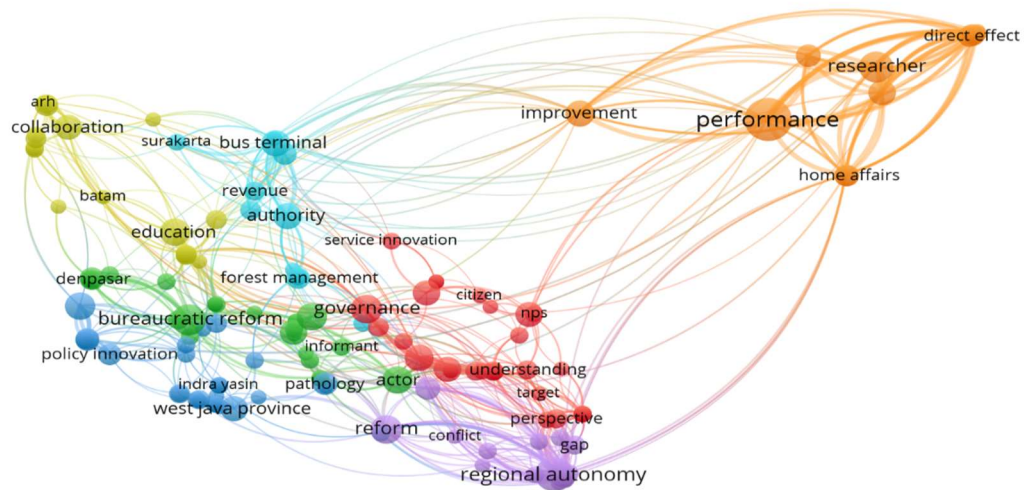 direct effect
researcher
arh
collaboration
improvement
performance
surakarta
bus terminal
home affairs
batam
revenue
authority
education
service innovation
denpasar
forest management
citizen
bureaucratic reform
governance
nps
informant
policy innovation
understanding
indra yasin
pathology
actor
target
west java province
perspective
reform
conflict
gap
regional autonomy